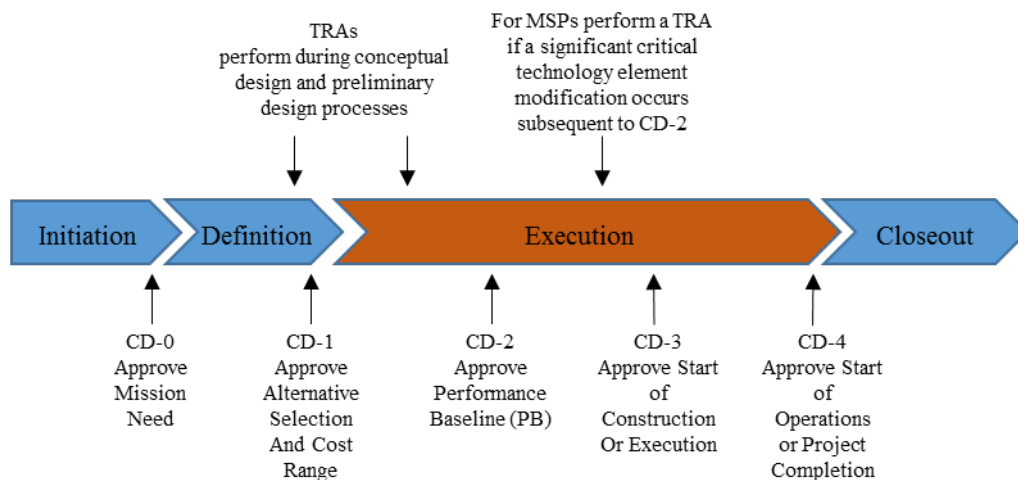 TRAs
perform during conceptual
design and preliminary
design processes
For MSPs perform a TRA
if a significant critical
technology element
modification occurs
subsequent to CD-2
Initiation
Definition
Execution
Closeout
CD-0
Approve
Mission
Need
CD-1
Approve
Alternative
Selection
And Cost
Range
CD-2
Approve
Performance
Baseline (PB)
CD-3
Approve Start
of
Construction
Or Execution
CD-4
Approve Start
of
Operations
or Project
Completion